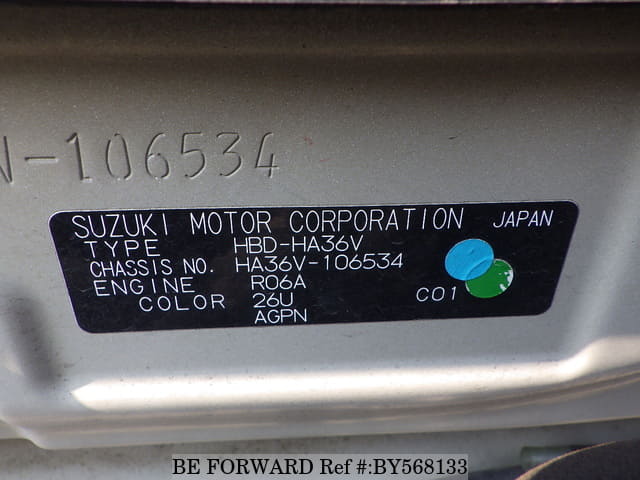 V-106534
SUZUKI MOTOR CORPORATION JAPAN
TYPE HBD-HA36V
CHASSIS NO. HA36V-106534
ENGINE R06A
COLOR 26U C01
AGPN
BE FORWARD Ref #:BY568133